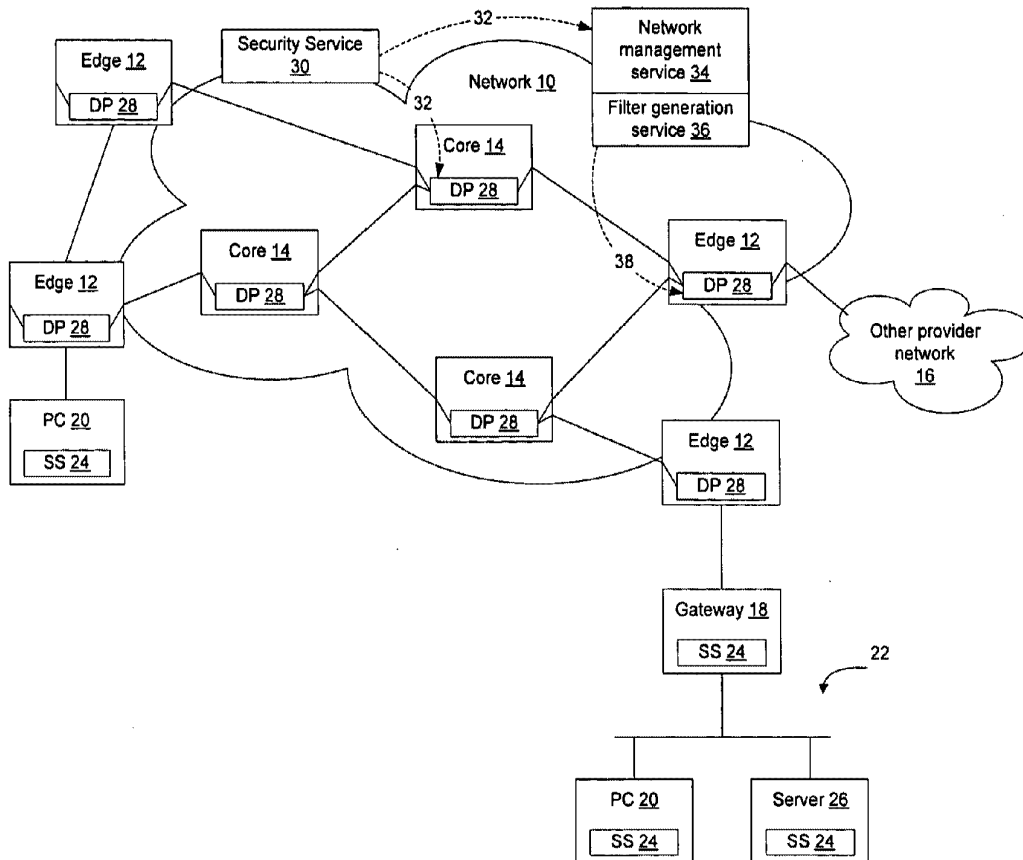 32
Security Service
30
Network
management
service 34
Edge 12
DP 28
Network 10
Filter generation
service 36
32
Core 14
DP 28
Edge 12
DP 28
Core 14
DP 28
38
Edge 12
DP 28
Other provider
network
16
Core 14
DP 28
PC 20
SS 24
Edge 12
DP 28
Gateway 18
SS 24
22
PC 20
SS 24
Server 26
SS 24